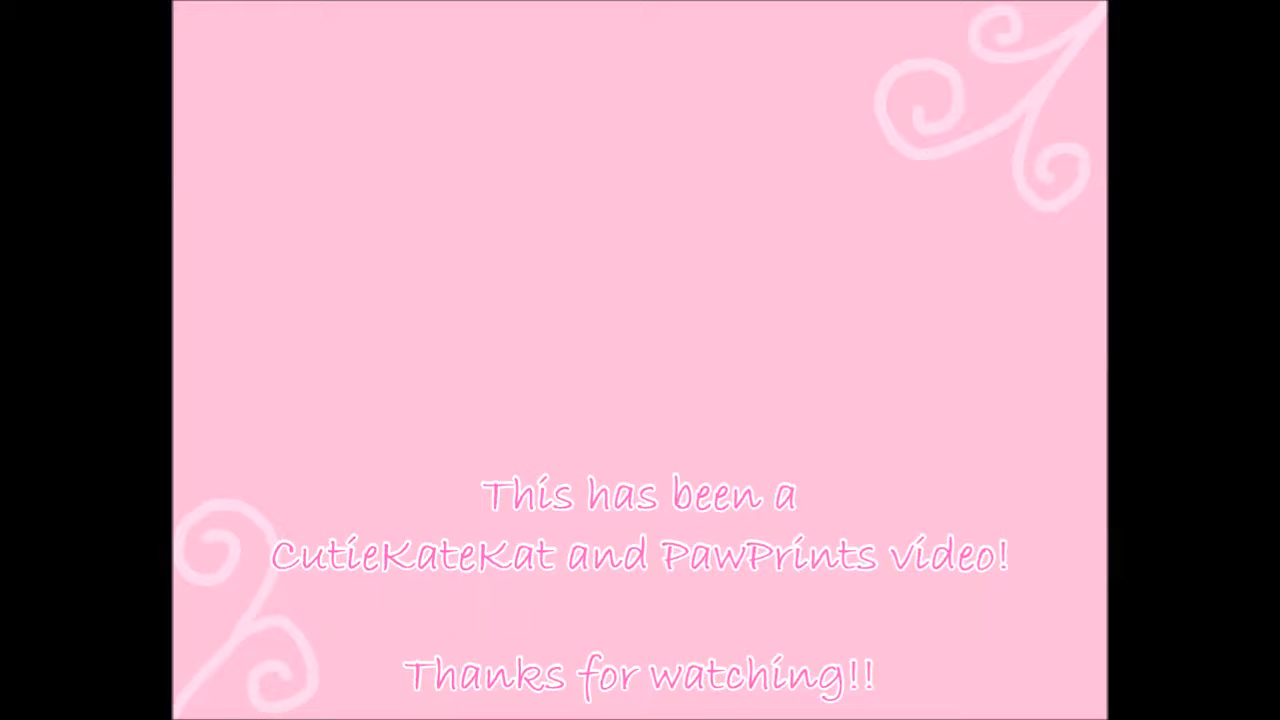 This has been a
CutieKateKat and PawPrints video!
Thanks for watching!!